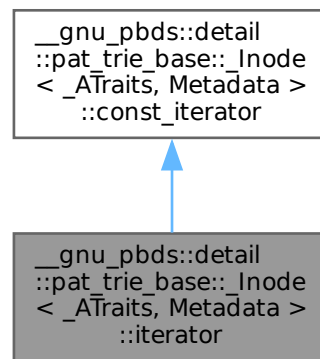 __gnu_pbds::detail
::pat_trie_base::_Inode
< _ATraits, Metadata >
::const_iterator
__gnu_pbds::detail
::pat_trie_base::_Inode
< _ATraits, Metadata >
::iterator